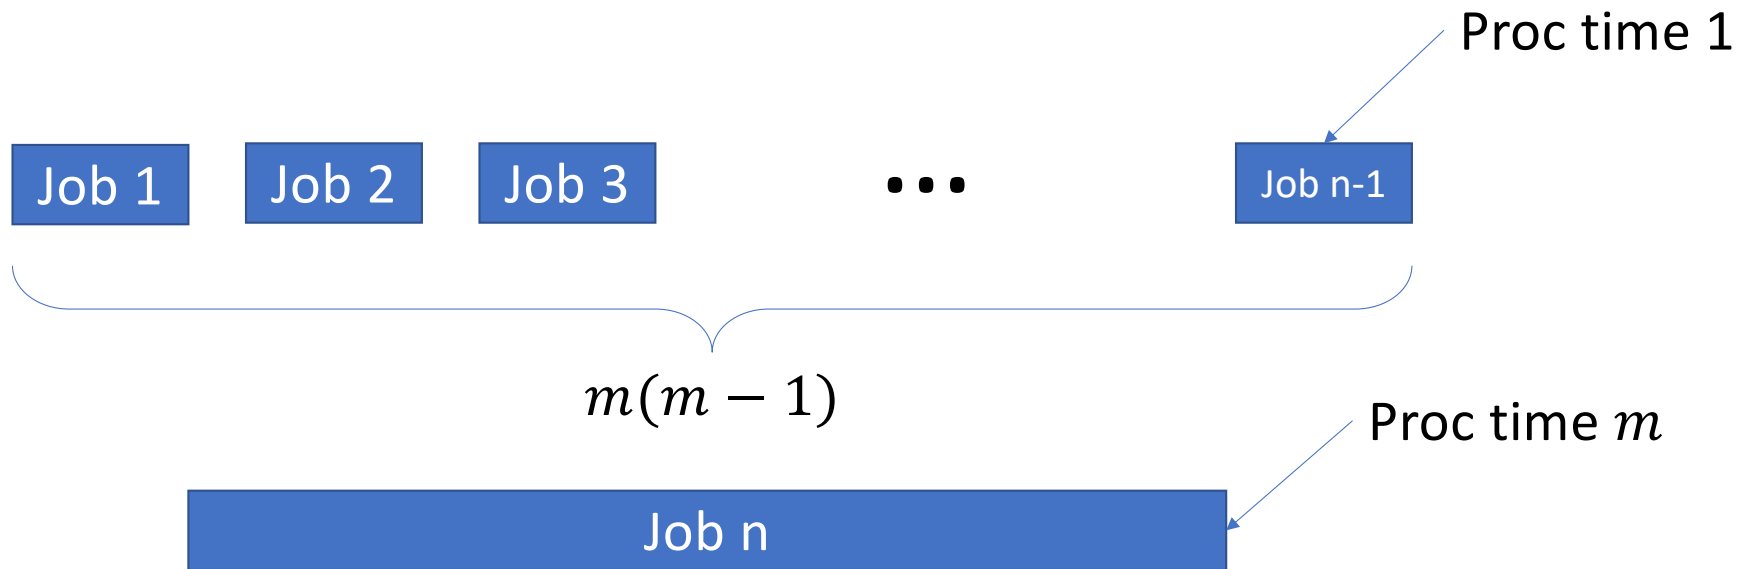 Proc time 1
Job 1 Job 2 Job 3 ... Job n-1
m(m − 1)
Proc time m
Job n